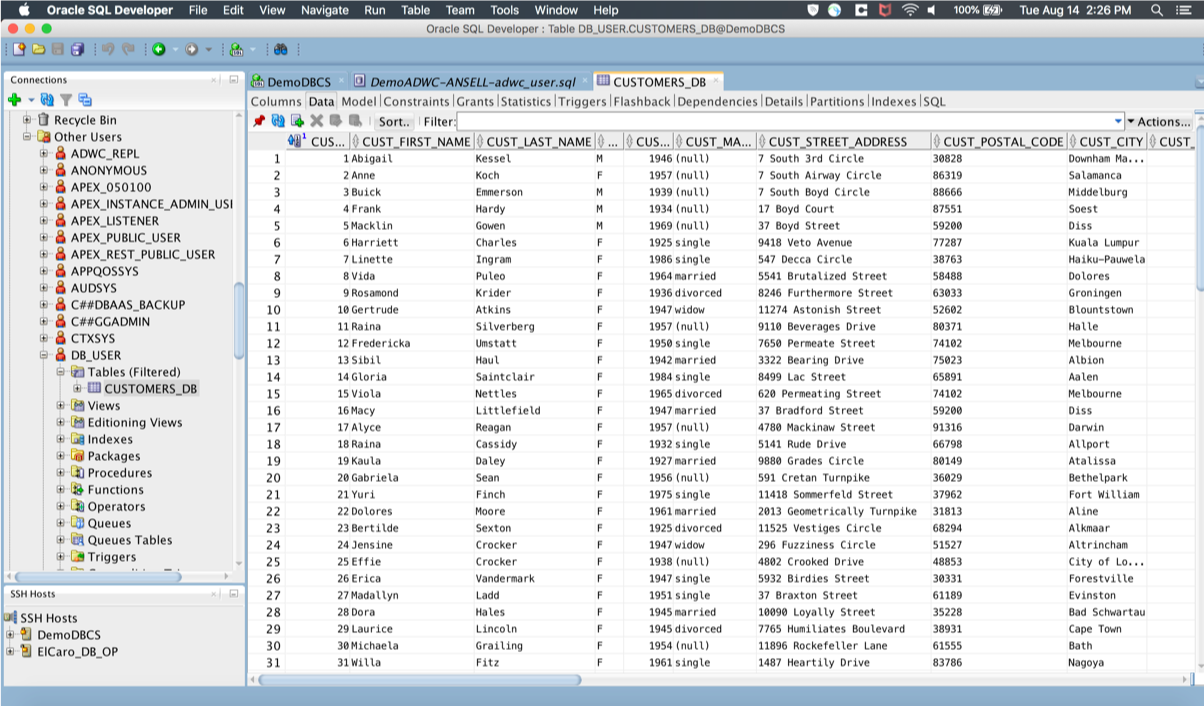 Oracle SQL Developer File Edit View Navigate Run Table Team Tools Window Help 100% Tue Aug 14 2:26 PM
Oracle SQL Developer : Table DB_USER.CUSTOMERS_DB@DemoDBCS
Connections
Recycle Bin
Other Users
ADWC_REPL
ANONYMOUS
APEX_050100
APEX_INSTANCE_ADMIN_USI
APEX_LISTENER
APEX_PUBLIC_USER
APEX_REST_PUBLIC_USER
APPQOSSYS
AUDSYS
C##DBAAS_BACKUP
C##GGADMIN
CTXSYS
DB_USER
Tables (Filtered)
CUSTOMERS_DB
Views
Editioning Views
Indexes
Packages
Procedures
Functions
Operators
Queues
Queues Tables
Triggers
SSH Hosts
SSH Hosts
DemoDBCS
ElCaro_DB_OP
DemoDBCS DemoADWC-ANSELL-adwc_user.sql CUSTOMERS_DB
Columns Data Model Constraints Grants Statistics Triggers Flashback Dependencies Details Partitions Indexes SQL
Sort.. Filter: Actions...
1 CUS... CUST_FIRST_NAME CUST_LAST_NAME ... CUS... CUST_MA... CUST_STREET_ADDRESS CUST_POSTAL_CODE CUST_CITY CUST_
1 1 Abigail Kessel M 1946 (null) 7 South 3rd Circle 30828 Downham Ma...
2 2 Anne Koch F 1957 (null) 7 South Airway Circle 86319 Salamanca
3 3 Buick Emmerson M 1939 (null) 7 South Boyd Circle 88666 Middelburg
4 4 Frank Hardy M 1934 (null) 17 Boyd Court 87551 Soest
5 5 Macklin Gowen M 1969 (null) 37 Boyd Street 59200 Diss
6 6 Harriett Charles F 1925 single 9418 Veto Avenue 77287 Kuala Lumpur
7 7 Linette Ingram F 1986 single 547 Decca Circle 38763 Haiku-Pauwela
8 8 Vida Puleo F 1964 married 5541 Brutalized Street 58488 Dolores
9 9 Rosamond Krider F 1936 divorced 8246 Furthermore Street 63033 Groningen
10 10 Gertrude Atkins F 1947 widow 11274 Astonish Street 52602 Blountstown
11 11 Raina Silverberg F 1957 (null) 9110 Beverages Drive 80371 Halle
12 12 Fredericka Umstatt F 1950 single 7650 Permeate Street 74102 Melbourne
13 13 Sibil Haul F 1942 married 3322 Bearing Drive 75023 Albion
14 14 Gloria Saintclair F 1984 single 8499 Lac Street 65891 Aalen
15 15 Viola Nettles F 1965 divorced 620 Permeating Street 74102 Melbourne
16 16 Macy Littlefield F 1947 married 37 Bradford Street 59200 Diss
17 17 Alyce Reagan F 1957 (null) 4780 Mackinaw Street 91316 Darwin
18 18 Raina Cassidy F 1932 single 5141 Rude Drive 66798 Allport
19 19 Kaula Daley F 1927 married 9880 Grades Circle 80149 Atalissa
20 20 Gabriela Sean F 1956 (null) 591 Cretan Turnpike 36029 Bethelpark
21 21 Yuri Finch F 1975 single 11418 Sommerfeld Street 37962 Fort William
22 22 Dolores Moore F 1961 married 2013 Geometrically Turnpike 31813 Aline
23 23 Bertilde Sexton F 1925 divorced 11525 Vestiges Circle 68294 Alkmaar
24 24 Jensine Crocker F 1947 widow 296 Fuzziness Circle 51527 Altrincham
25 25 Effie Crocker F 1938 (null) 4802 Crooked Drive 48853 City of Lo...
26 26 Erica Vandermark F 1947 single 5932 Birdies Street 30331 Forestville
27 27 Madallyn Ladd F 1951 single 37 Braxton Street 61189 Evinston
28 28 Dora Hales F 1945 married 10090 Loyally Street 35228 Bad Schwartau
29 29 Laurice Lincoln F 1945 divorced 7765 Humiliates Boulevard 38931 Cape Town
30 30 Michaela Grailing F 1954 (null) 11896 Rockefeller Lane 61555 Bath
31 31 Willa Fitz F 1961 single 1487 Heartily Drive 83786 Nagoya